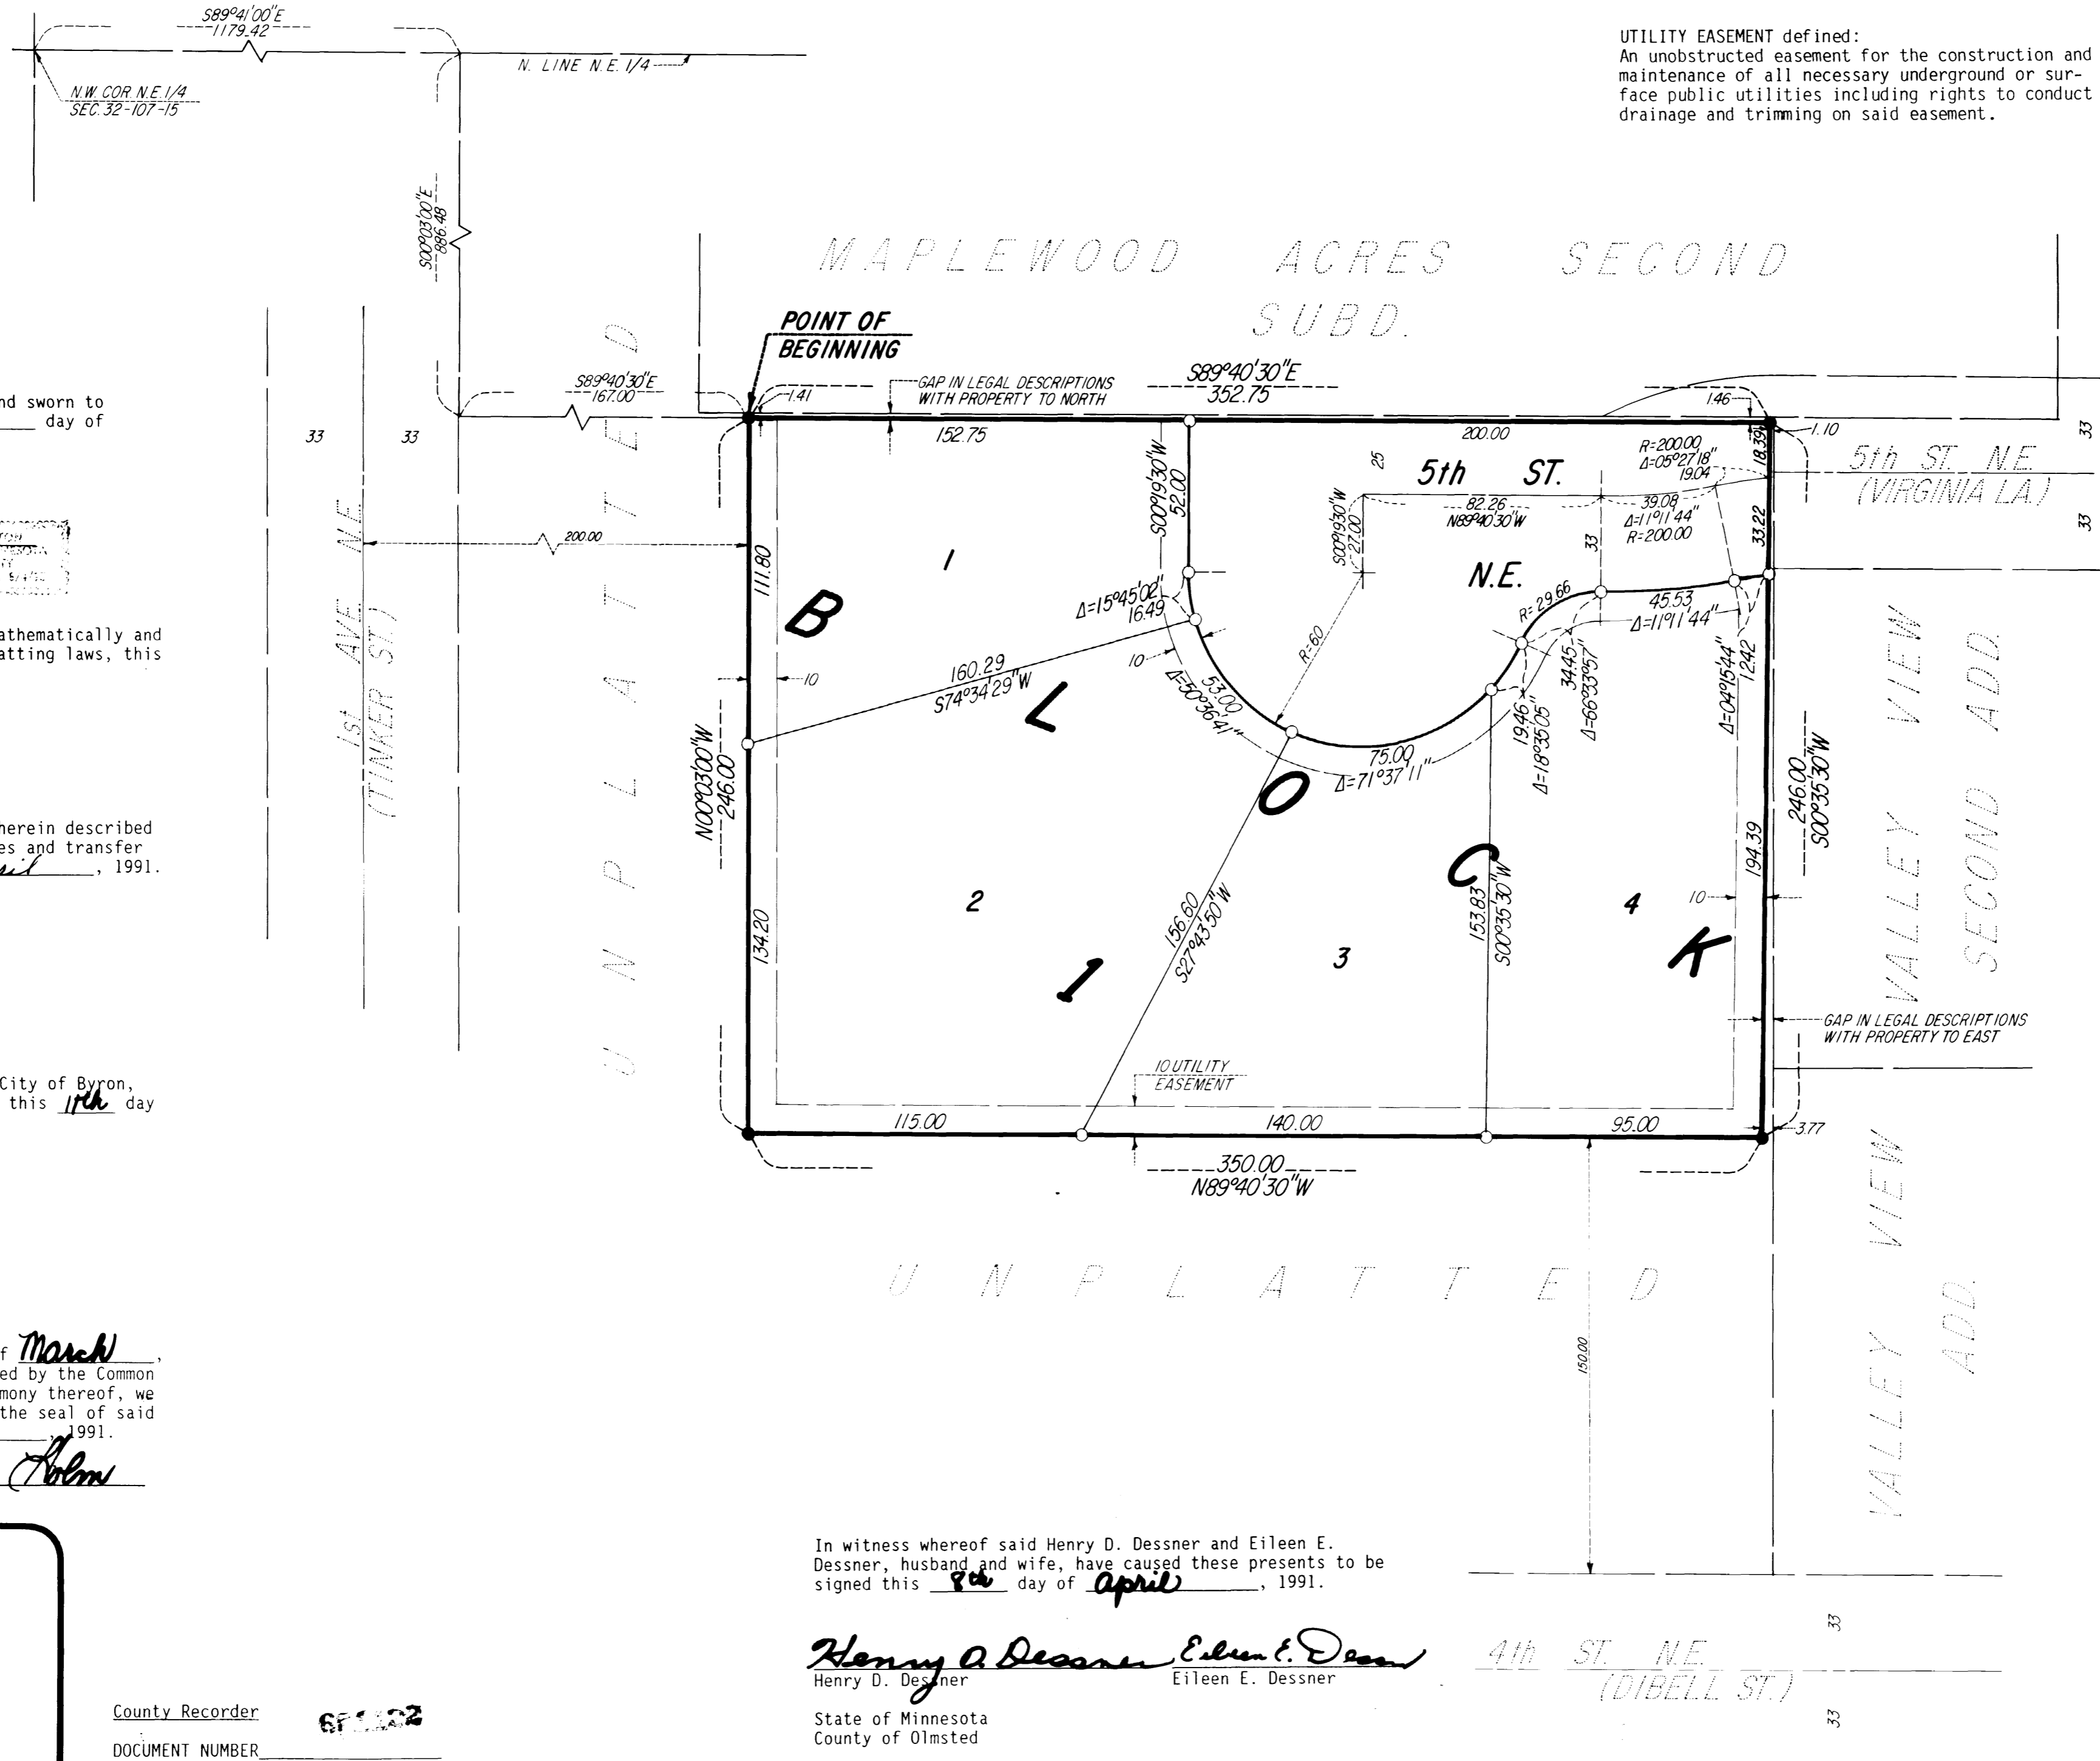 S89°41'00"E
1179.42
N. LINE N.E. 1/4
N.W. COR. N.E. 1/4
SEC. 32-107-15
UTILITY EASEMENT defined:
An unobstructed easement for the construction and
maintenance of all necessary underground or sur-
face public utilities including rights to conduct
drainage and trimming on said easement.
S00°03'00"E
886.48
MAPLEWOOD ACRES SECOND
SUBD.
POINT OF
BEGINNING
S89°40'30"E
167.00
1.41
GAP IN LEGAL DESCRIPTIONS
WITH PROPERTY TO NORTH
S89°40'30"E
352.75
1.46
1.10
nd sworn to
day of
33
33
152.75
200.00
18.39
33
33
5th ST. N.E.
(VIRGINIA LA.)
S00°19'30"W
52.00
25
5th ST.
N.E.
R=200.00
Δ=05°27'18"
19.04
82.26
N89°40'30"W
39.08
Δ=11°11'44"
R=200.00
33.22
S00°19'30"W
27.00
33
200.00
1st AVE. N.E.
(TINKER ST.)
UNPLATTED
111.80
1
BLOCK
1
Δ=15°45'02"
16.49
R=29.66
45.53
Δ=11°11'44"
R=60
athematically and
atting laws, this
160.29
S74°34'29"W
10
10
53.00
Δ=50°36'41"
75.00
Δ=71°37'11"
19.46
Δ=18°35'05"
34.45
Δ=66°33'57"
Δ=04°15'44"
12.42
VALLEY VIEW
SECOND ADD.
N00°03'00"W
246.00
246.00
S00°35'30"W
194.39
herein described
es and transfer
, 1991.
134.20
2
156.60
S27°43'50"W
3
153.83
S00°35'30"W
4
10
GAP IN LEGAL DESCRIPTIONS
WITH PROPERTY TO EAST
10 UTILITY
EASEMENT
City of Byron,
this 11th day
115.00
140.00
95.00
3.77
350.00
N89°40'30"W
UNPLATTED
150.00
VALLEY VIEW
ADD.
f March,
ed by the Common
mony thereof, we
the seal of said
, 1991.
Holm
In witness whereof said Henry D. Dessner and Eileen E.
Dessner, husband and wife, have caused these presents to be
signed this 8th day of April, 1991.
Henry D. Dessner Eileen E. Dessner
Henry D. Dessner Eileen E. Dessner
4th ST. N.E.
(DIBELL ST.)
33
33
State of Minnesota
County of Olmsted
County Recorder
DOCUMENT NUMBER